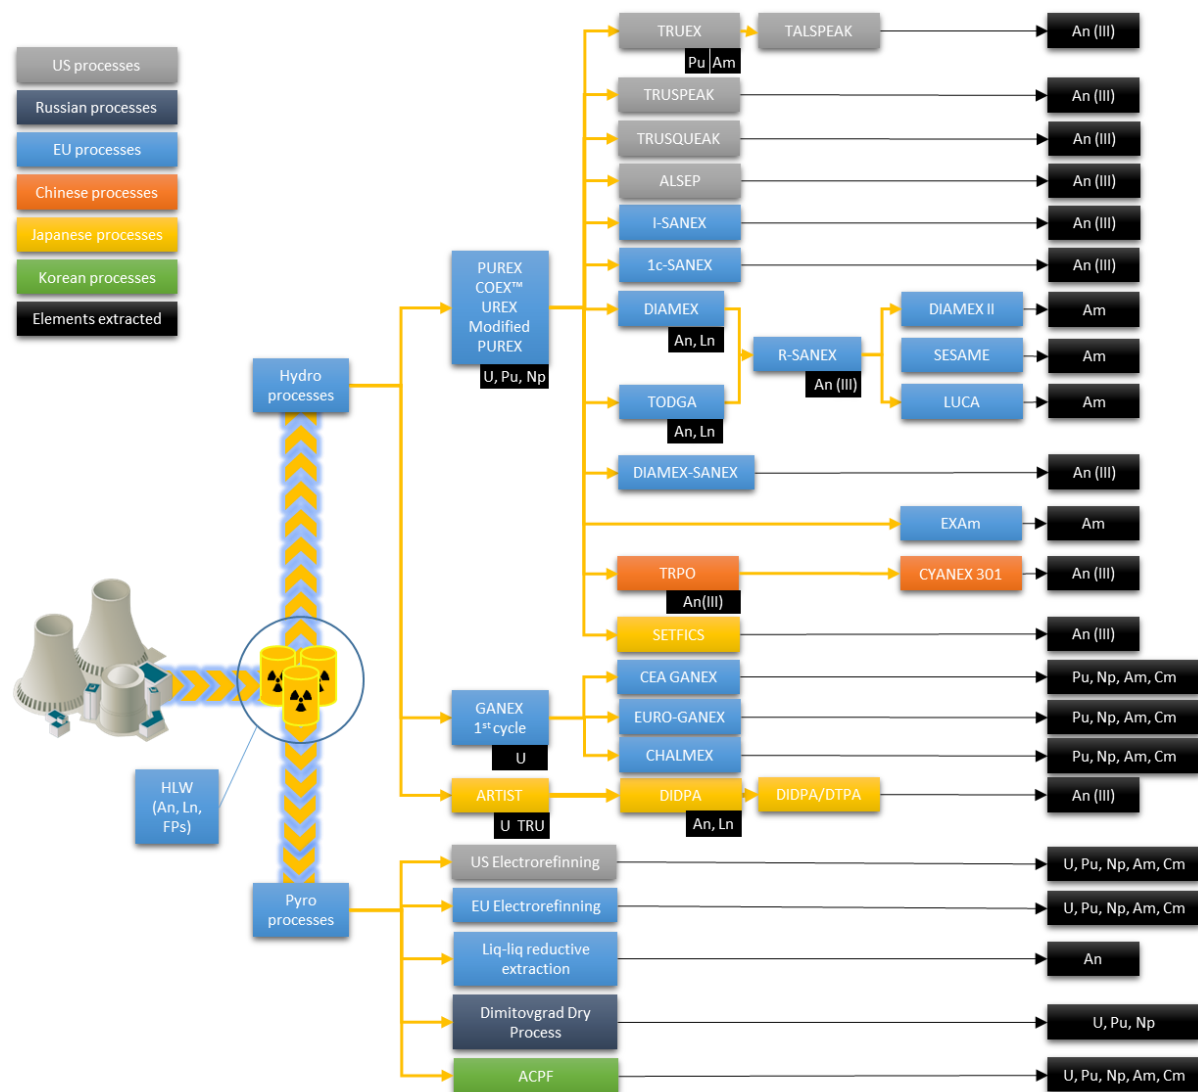 US processes
Russian processes
EU processes
Chinese processes
Japanese processes
Korean processes
Elements extracted
HLW
(An, Ln,
FPs)
Hydro
processes
Pyro
processes
PUREX
COEX™
UREX
Modified
PUREX
U, Pu, Np
TRUEX
Pu Am
TALSPEAK
An (III)
TRUSPEAK
An (III)
TRUSQUEAK
An (III)
ALSEP
An (III)
I-SANEX
An (III)
1c-SANEX
An (III)
DIAMEX
An, Ln
TODGA
An, Ln
R-SANEX
An (III)
DIAMEX II
Am
SESAME
Am
LUCA
Am
DIAMEX-SANEX
An (III)
EXAm
Am
TRPO
An(III)
CYANEX 301
An (III)
SETFICS
An (III)
GANEX
1st cycle
U
CEA GANEX
Pu, Np, Am, Cm
EURO-GANEX
Pu, Np, Am, Cm
CHALMEX
Pu, Np, Am, Cm
ARTIST
U TRU
DIDPA
An, Ln
DIDPA/DTPA
An (III)
US Electrorefinning
U, Pu, Np, Am, Cm
EU Electrorefinning
U, Pu, Np, Am, Cm
Liq-liq reductive
extraction
An
Dimitovgrad Dry
Process
U, Pu, Np
ACPF
U, Pu, Np, Am, Cm